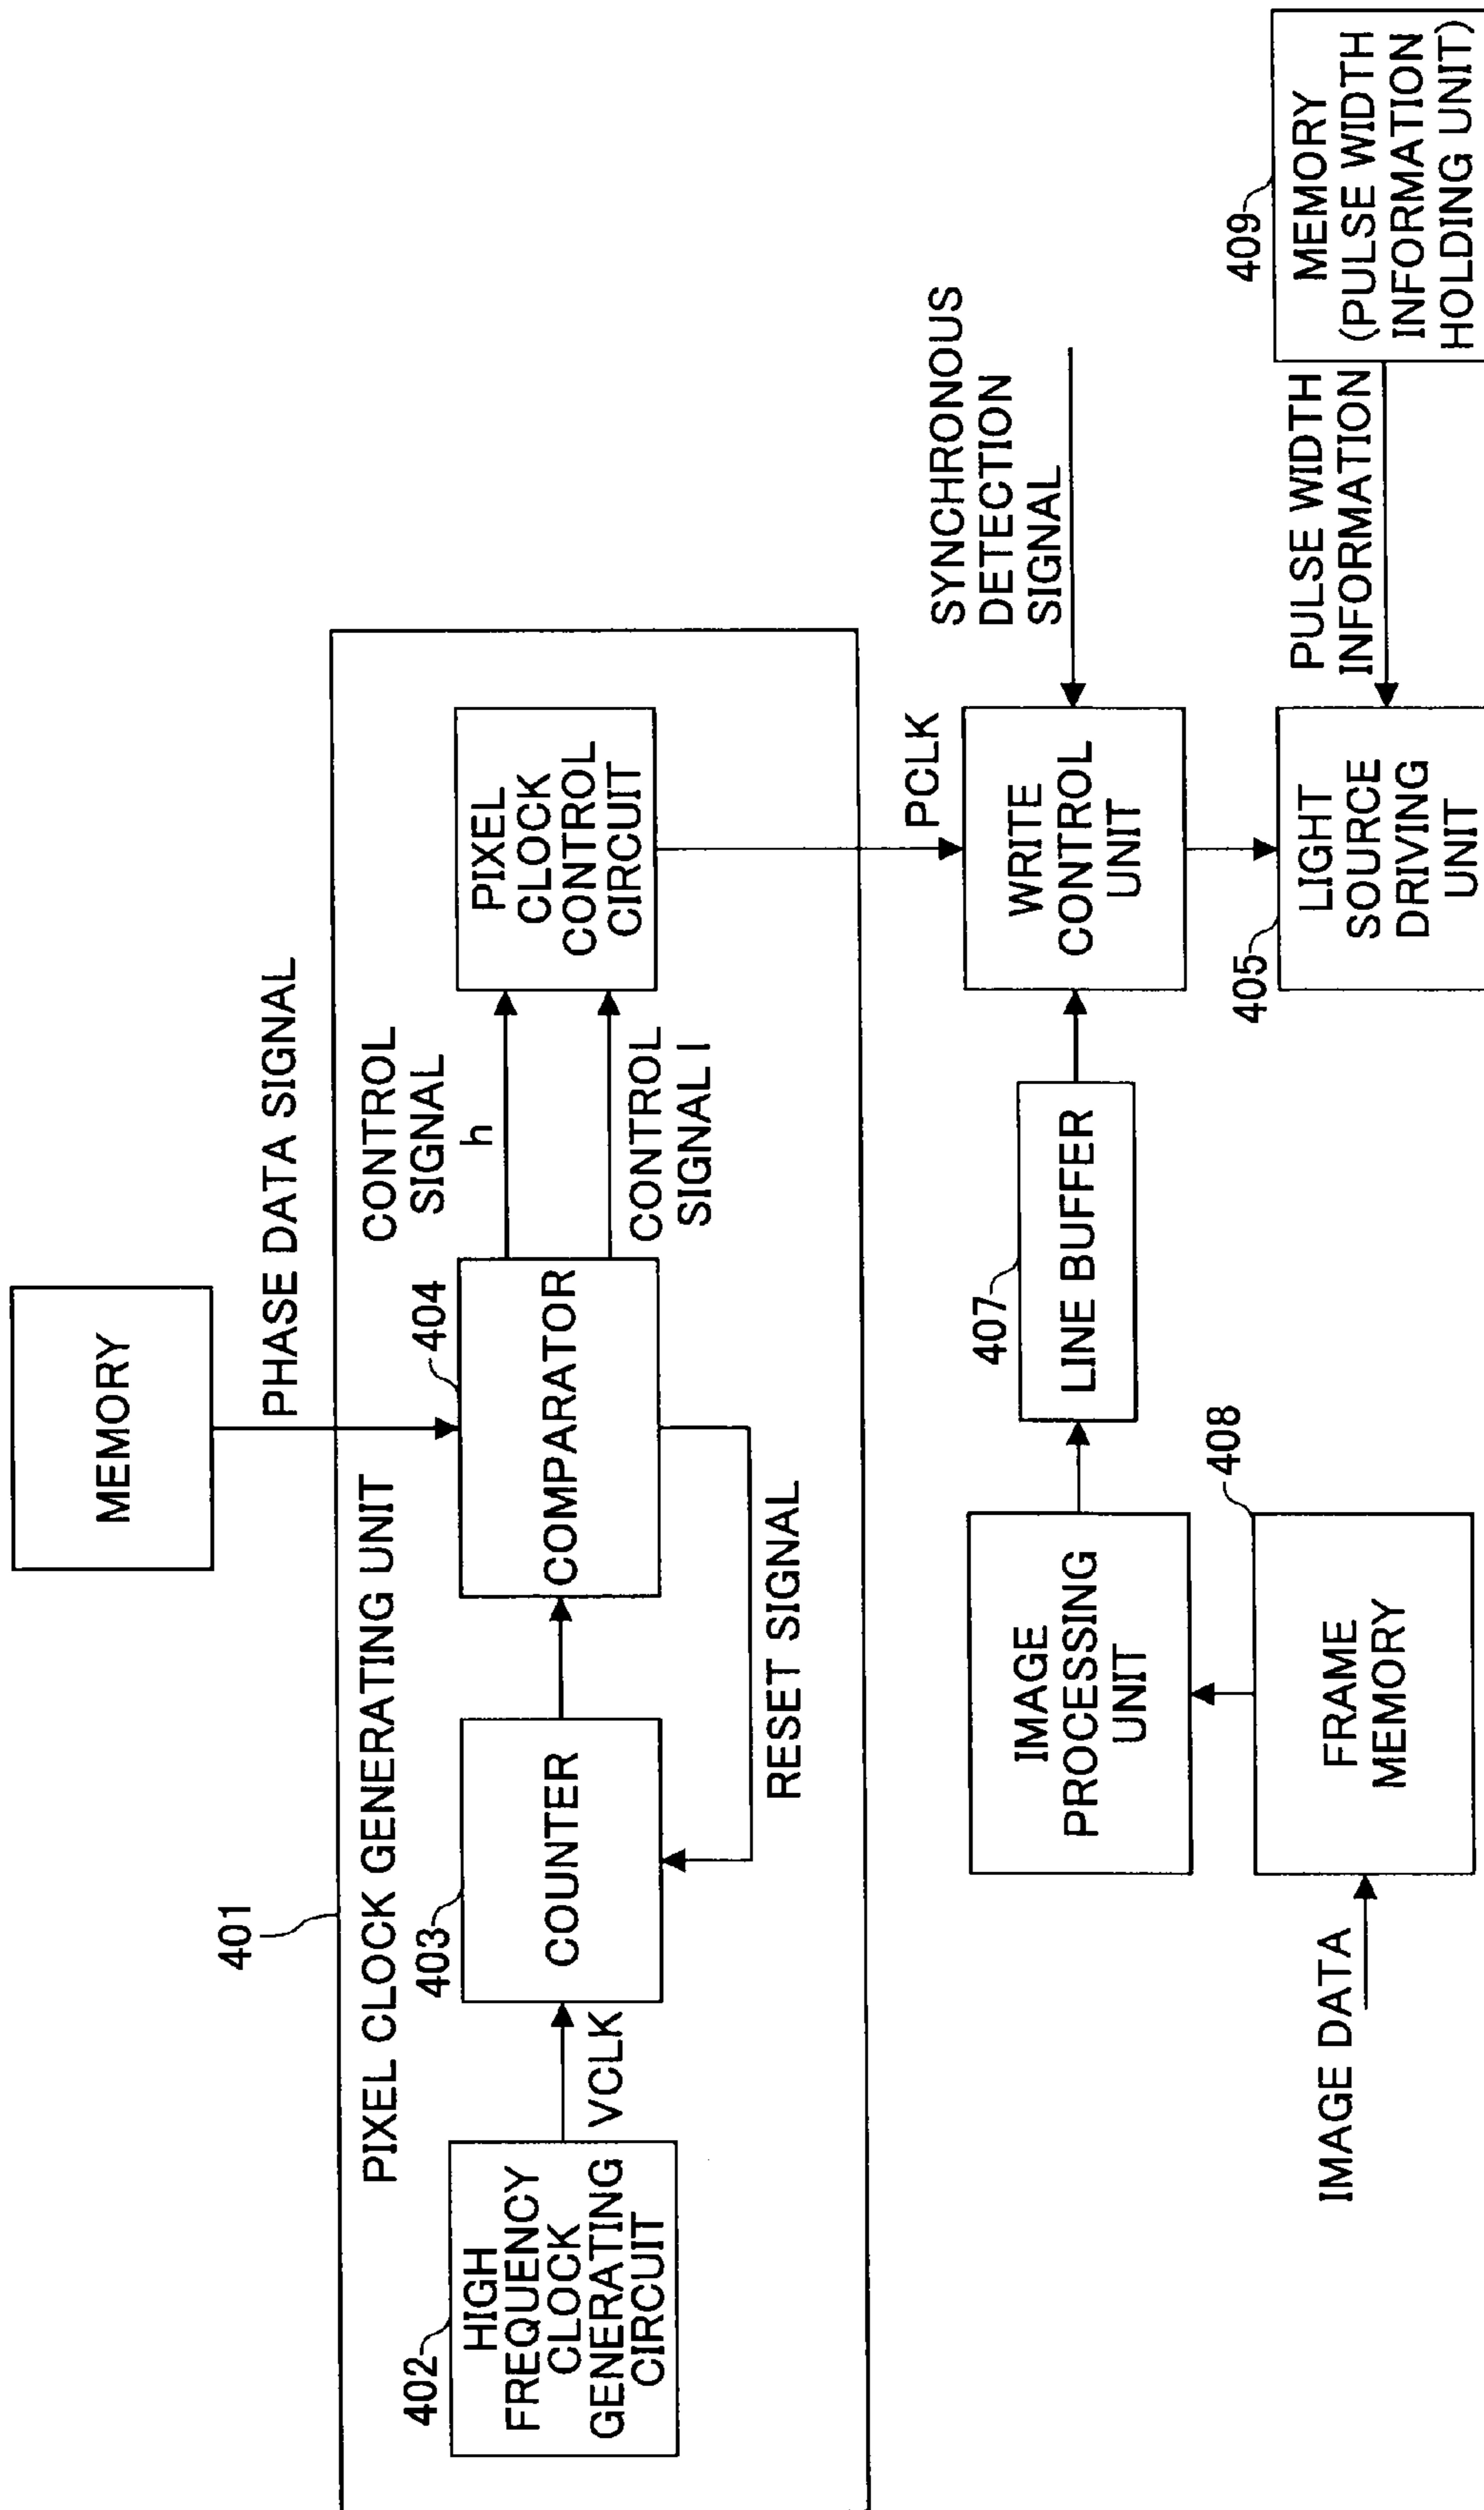 MEMORY
PHASE DATA SIGNAL
401
PIXEL CLOCK GENERATING UNIT
402
HIGH
FREQUENCY
CLOCK
GENERATING
CIRCUIT
VCLK
403
COUNTER
404
COMPARATOR
RESET SIGNAL
CONTROL
SIGNAL
h
CONTROL
SIGNAL I
PIXEL
CLOCK
CONTROL
CIRCUIT
PCLK
SYNCHRONOUS
DETECTION
SIGNAL
IMAGE
PROCESSING
UNIT
407
LINE BUFFER
WRITE
CONTROL
UNIT
IMAGE DATA
408
FRAME
MEMORY
405
LIGHT
SOURCE
DRIVING
UNIT
PULSE WIDTH
INFORMATION
409
MEMORY
(PULSE WIDTH
INFORMATION
HOLDING UNIT)